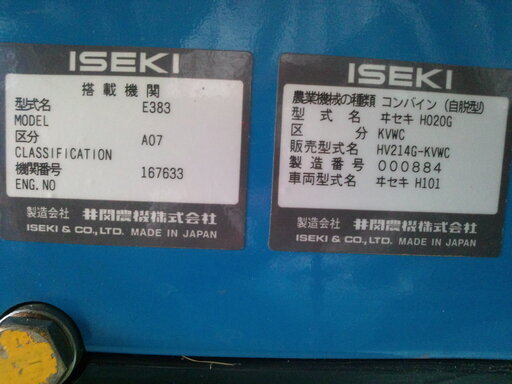 ISEKI
搭載機関
型式名 E383
MODEL
区分 A07
CLASSIFICATION
機関番号 167633
ENG.NO
製造会社 井関農機株式会社
ISEKI & CO., LTD. MADE IN JAPAN
ISEKI
農業機械の種類 コンバイン(自脱型)
型式名 ヰセキ HO20G
区分 KVWC
販売型式名 HV214G-KVWC
製造番号 000884
車両型式名 ヰセキ H101
製造会社 井関農機株式会社
ISEKI & CO., LTD. MADE IN JAPAN